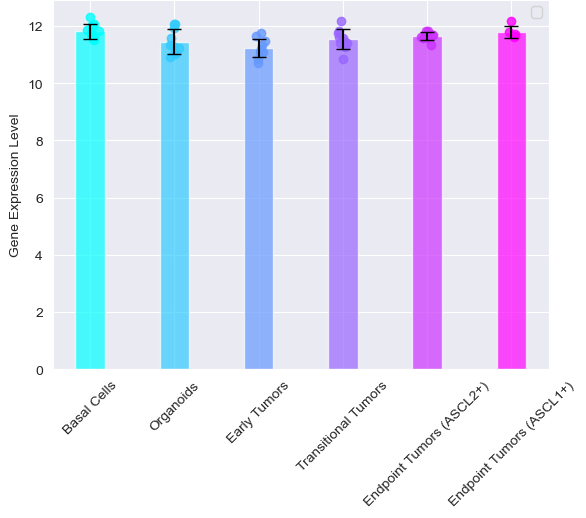 Gene Expression Level
12
10
8
6
4
2
0
Basal Cells
Organoids
Early Tumors
Transitional Tumors
Endpoint Tumors (ASCL2+)
Endpoint Tumors (ASCL1+)